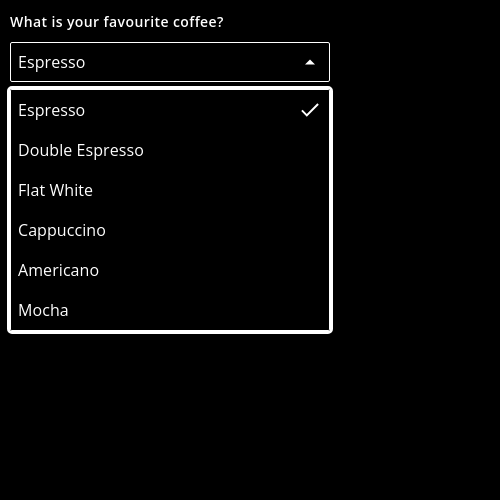 What is your favourite coffee?
Espresso
Espresso
Double Espresso
Flat White
Cappuccino
Americano
Mocha